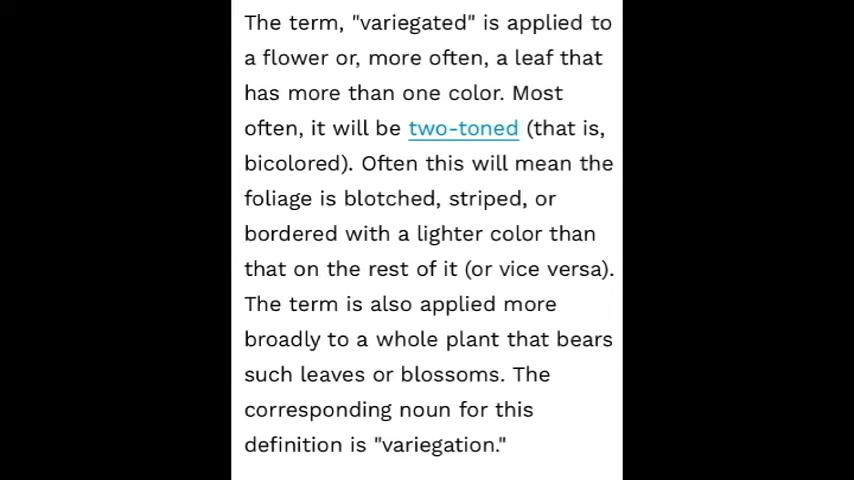 The term, "variegated" is applied to
a flower or, more often, a leaf that
has more than one color. Most
often, it will be two-toned (that is,
bicolored). Often this will mean the
foliage is blotched, striped, or
bordered with a lighter color than
that on the rest of it (or vice versa).
The term is also applied more
broadly to a whole plant that bears
such leaves or blossoms. The
corresponding noun for this
definition is "variegation."